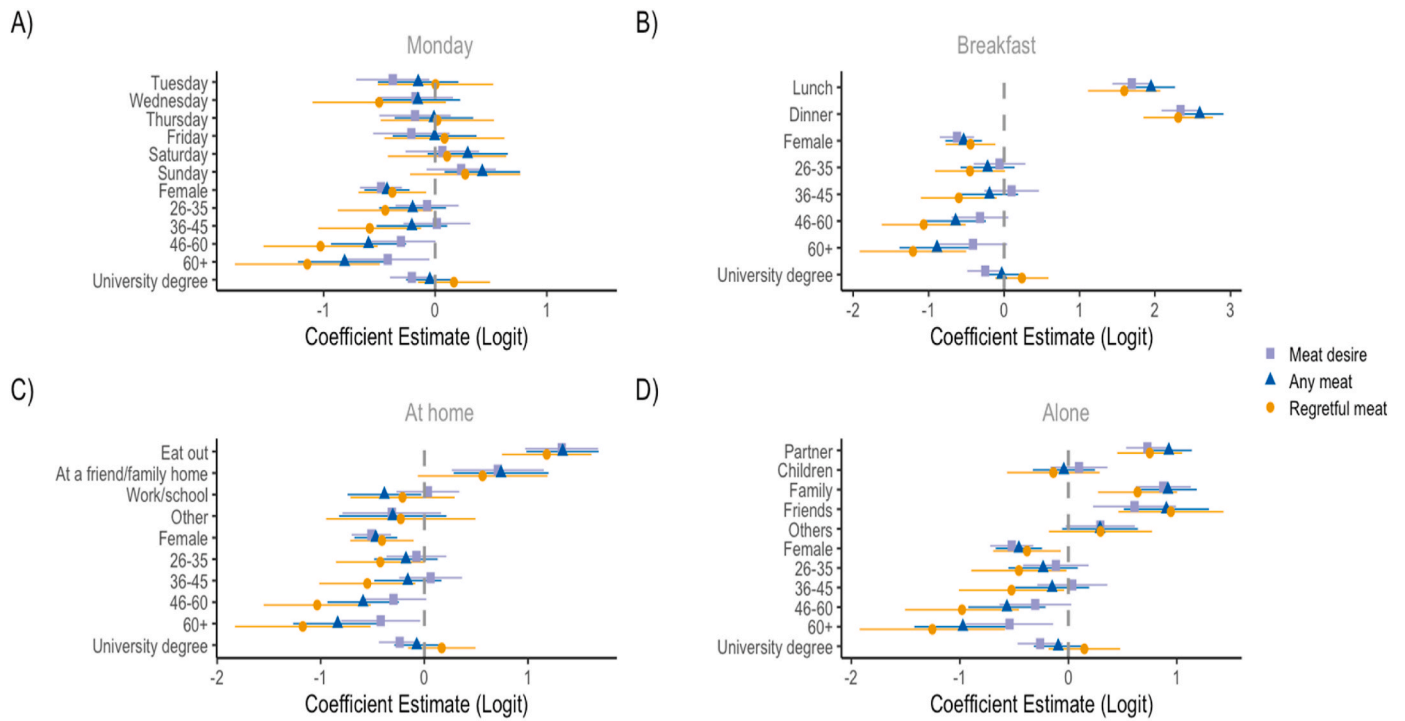 A)
Monday
Tuesday
Wednesday
Thursday
Friday
Saturday
Sunday
Female
26-35
36-45
46-60
60+
University degree
-1
0
1
Coefficient Estimate (Logit)
B)
Breakfast
Lunch
Dinner
Female
26-35
36-45
46-60
60+
University degree
-2
-1
0
1
2
3
Coefficient Estimate (Logit)
Meat desire
Any meat
Regretful meat
C)
At home
Eat out
At a friend/family home
Work/school
Other
Female
26-35
36-45
46-60
60+
University degree
-2
-1
0
1
Coefficient Estimate (Logit)
D)
Alone
Partner
Children
Family
Friends
Others
Female
26-35
36-45
46-60
60+
University degree
-2
-1
0
1
Coefficient Estimate (Logit)